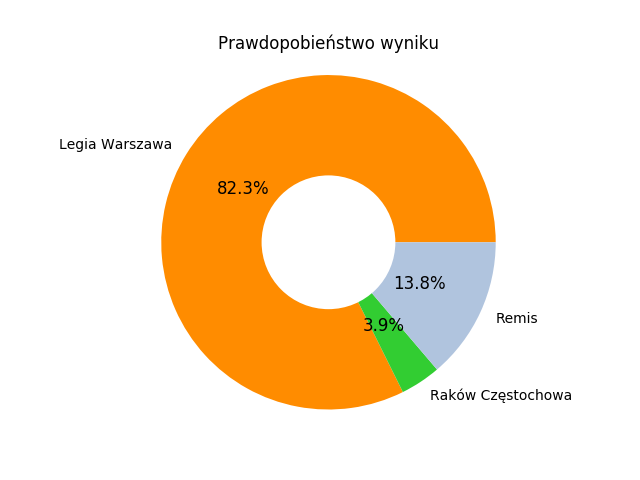 Prawdopobieństwo wyniku
Legia Warszawa
82.3%
13.8%
Remis
3.9%
Raków Częstochowa